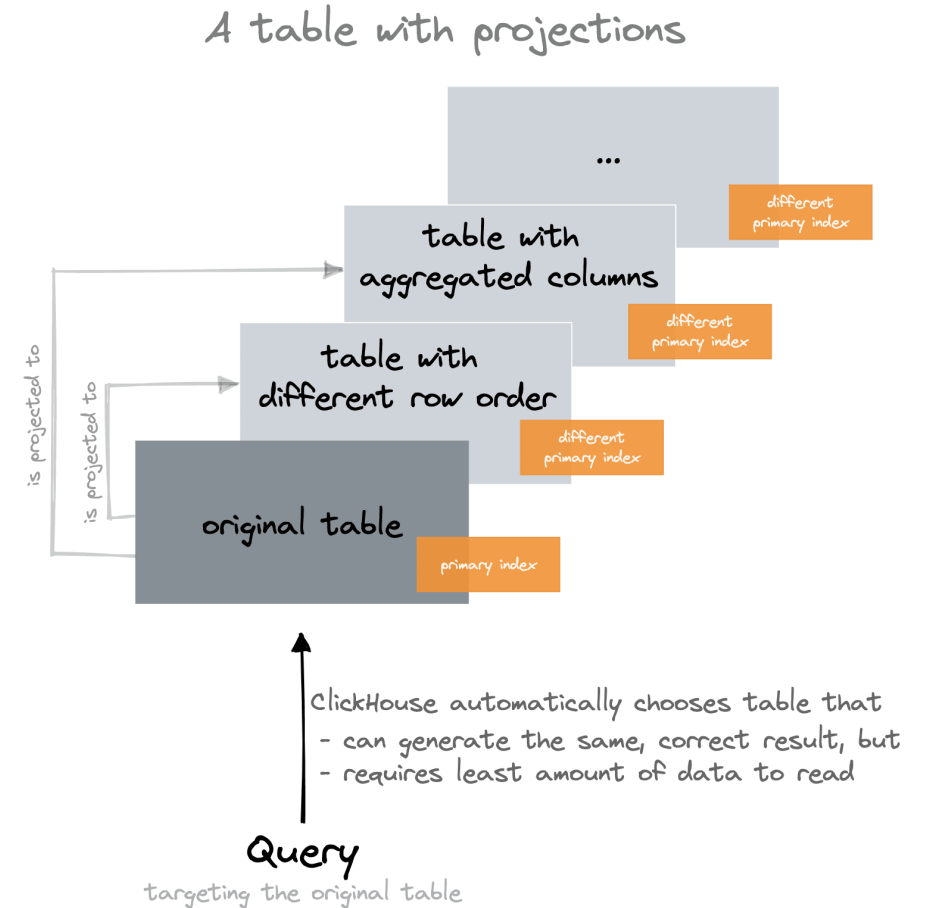 A table with projections
...
different
primary index
table with
aggregated columns
different
primary index
table with
different row order
different
primary index
is projected to
is projected to
original table
primary index
ClickHouse automatically chooses table that
- can generate the same, correct result, but
- requires least amount of data to read
Query
targeting the original table